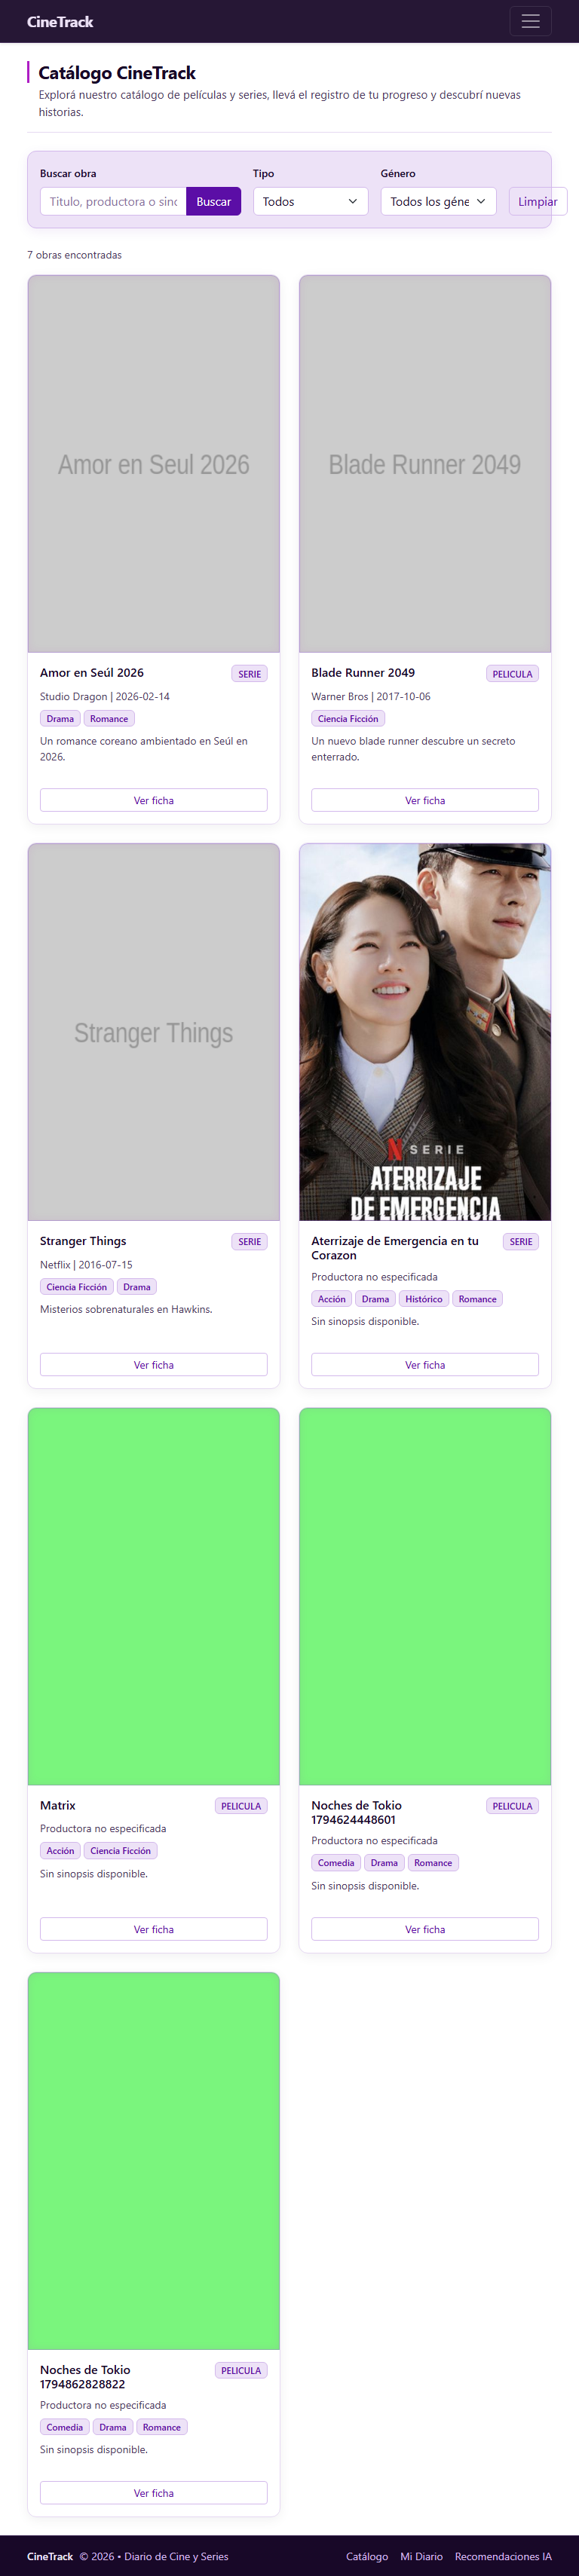 CineTrack
Catálogo CineTrack
Explorá nuestro catálogo de películas y series, llevá el registro de tu progreso y descubrí nuevas
historias.
Buscar obra
Tipo
Género
Título, productora o sinc
Buscar
Todos
Todos los géne
Limpiar
7 obras encontradas
Amor en Seul 2026
Amor en Seúl 2026
SERIE
Studio Dragon | 2026-02-14
Drama
Romance
Un romance coreano ambientado en Seúl en
2026.
Ver ficha
Blade Runner 2049
Blade Runner 2049
PELICULA
Warner Bros | 2017-10-06
Ciencia Ficción
Un nuevo blade runner descubre un secreto
enterrado.
Ver ficha
Stranger Things
Stranger Things
SERIE
Netflix | 2016-07-15
Ciencia Ficción
Drama
Misterios sobrenaturales en Hawkins.
Ver ficha
N SERIE
ATERRIZAJE
DE EMERGENCIA
Aterrizaje de Emergencia en tu
Corazon
SERIE
Productora no especificada
Acción
Drama
Histórico
Romance
Sin sinopsis disponible.
Ver ficha
Matrix
PELICULA
Productora no especificada
Acción
Ciencia Ficción
Sin sinopsis disponible.
Ver ficha
Noches de Tokio
1794624448601
PELICULA
Productora no especificada
Comedia
Drama
Romance
Sin sinopsis disponible.
Ver ficha
Noches de Tokio
1794862828822
PELICULA
Productora no especificada
Comedia
Drama
Romance
Sin sinopsis disponible.
Ver ficha
CineTrack © 2026 • Diario de Cine y Series
Catálogo
Mi Diario
Recomendaciones IA